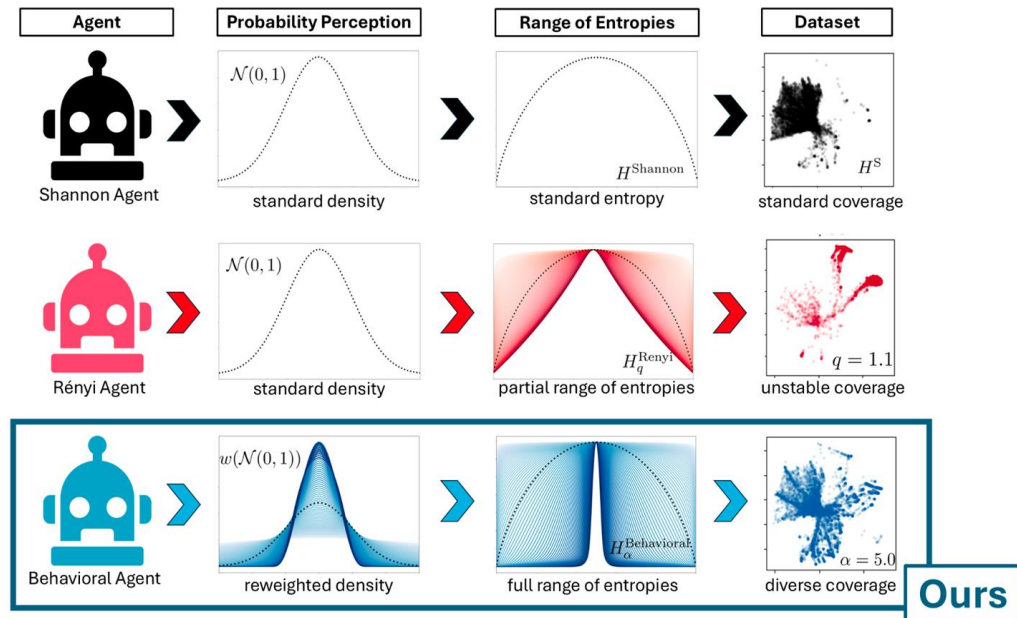 Agent
Probability Perception
Range of Entropies
Dataset
Shannon Agent
𝒩(0, 1)
standard density
H^Shannon
standard entropy
H^S
standard coverage
Rényi Agent
𝒩(0, 1)
standard density
H_q^Renyi
partial range of entropies
q = 1.1
unstable coverage
Behavioral Agent
w(𝒩(0, 1))
reweighted density
H_α^Behavioral
full range of entropies
α = 5.0
diverse coverage
Ours